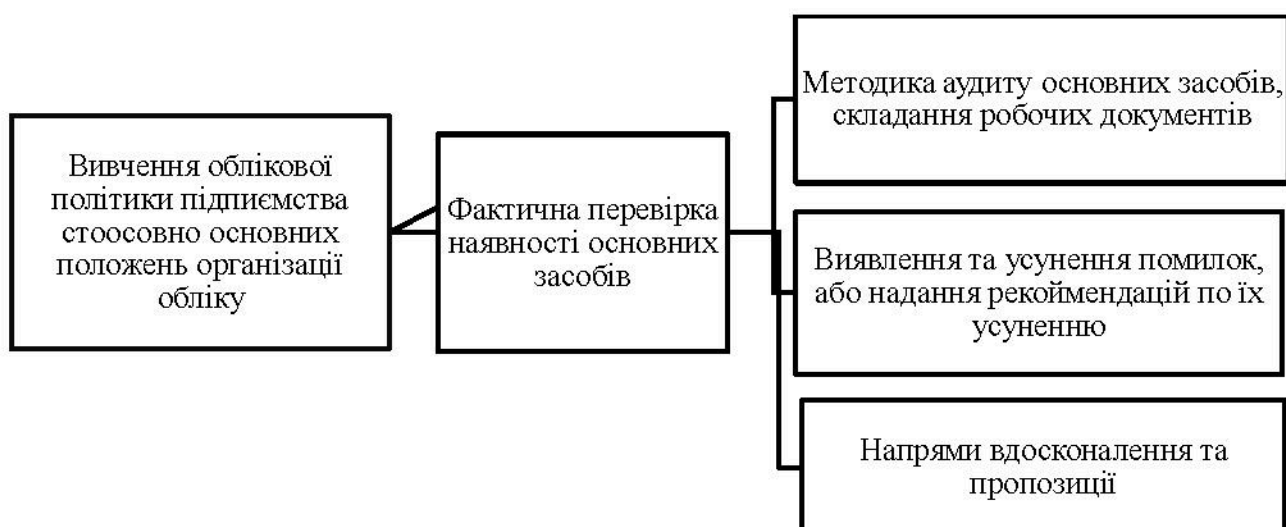 Вивчення облікової
політики підпиємства
стоосовно основних
положень організації
обліку
Фактична перевірка
наявності основних
засобів
Методика аудиту основних засобів,
складання робочих документів
Виявлення та усунення помилок,
або надання рекоймендацій по їх
усуненню
Напрями вдосконалення та
пропозиції